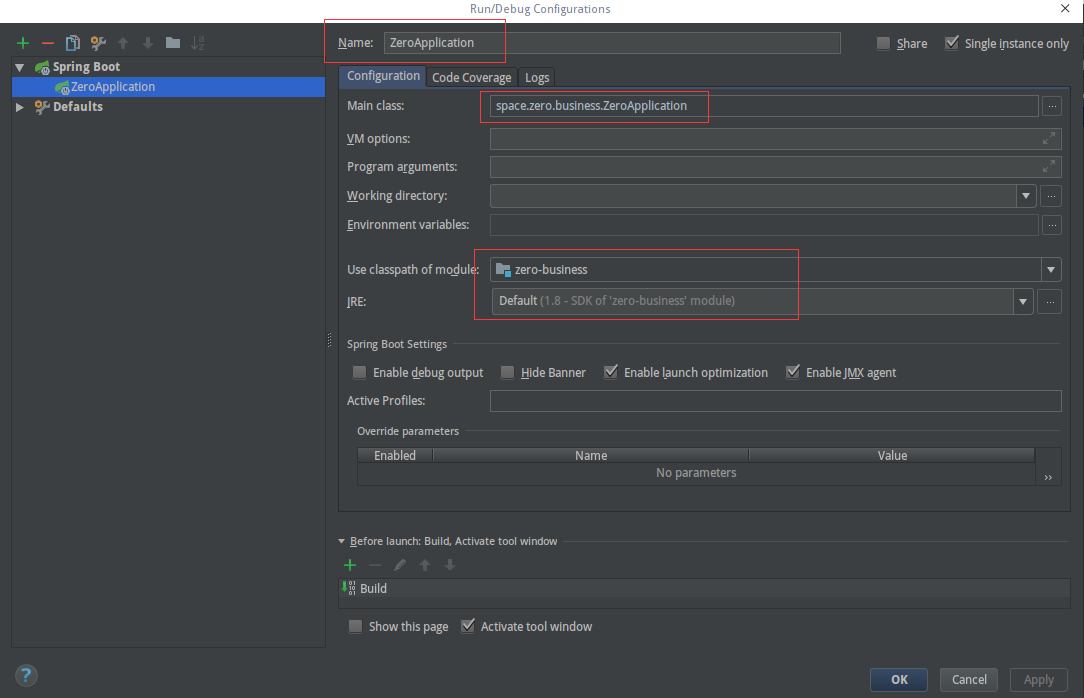 Run/Debug Configurations
Name: ZeroApplication
Share
Single instance only
Spring Boot
ZeroApplication
Defaults
Configuration
Code Coverage
Logs
Main class: space.zero.business.ZeroApplication
VM options:
Program arguments:
Working directory:
Environment variables:
Use classpath of module: zero-business
JRE: Default (1.8 - SDK of 'zero-business' module)
Spring Boot Settings
Enable debug output
Hide Banner
Enable launch optimization
Enable JMX agent
Active Profiles:
Override parameters
Enabled Name Value
No parameters
Before launch: Build, Activate tool window
Build
Show this page
Activate tool window
OK
Cancel
Apply